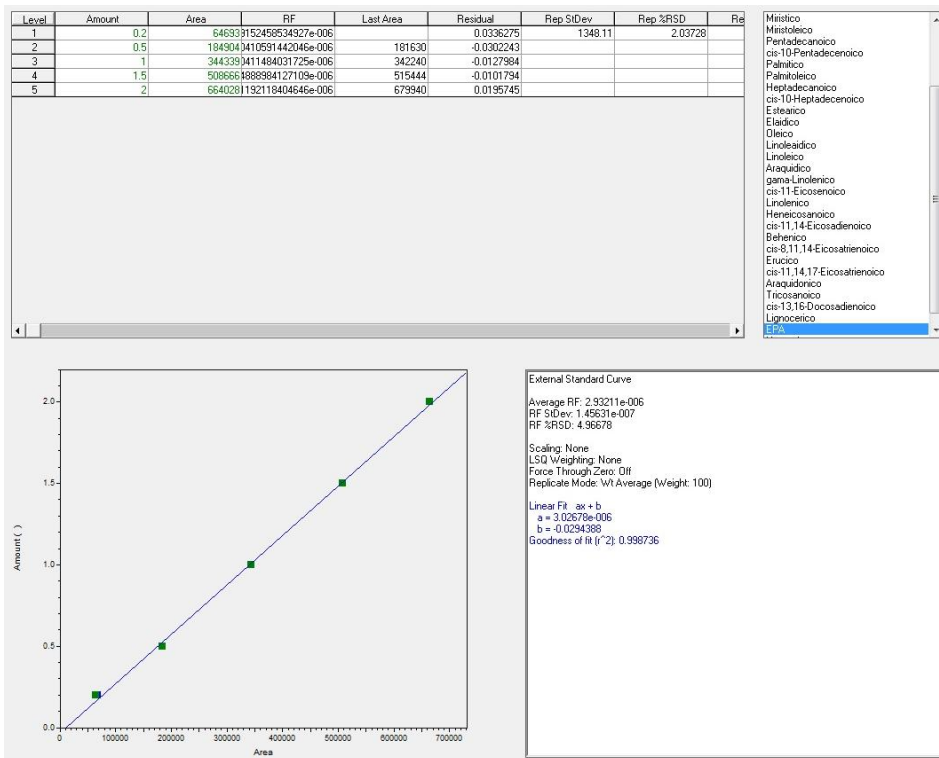 Level Amount Area RF Last Area Residual Rep StDev Rep %RSD Re
1 0.2 64693 9152458534927e-006 0.0336275 1348.11 2.03728
2 0.5 184904 0410591442046e-006 181630 -0.0302243
3 1 344339 0411484031725e-006 342240 -0.0127984
4 1.5 508666 4888984127109e-006 515444 -0.0101794
5 2 664028 1192118404646e-006 679940 0.0195745
Miristico
Miristoleico
Pentadecanoico
cis-10-Pentadecenoico
Palmitico
Palmitoleico
Heptadecanoico
cis-10-Heptadecenoico
Estearico
Elaidico
Oleico
Linoleaidico
Linoleico
Araquidico
gama-Linolenico
cis-11-Eicosenoico
Linolenico
Heneicosanoico
cis-11,14-Eicosadienoico
Behenico
cis-8,11,14-Eicosatrienoico
Erucico
cis-11,14,17-Eicosatrienoico
Araquidonico
Tricosanoico
cis-13,16-Docosadienoico
Lignocerico
EPA
2.0
1.5
1.0
0.5
0.0
Amount ( )
0 100000 200000 300000 400000 500000 600000 700000
Area
External Standard Curve
Average RF: 2.93211e-006
RF StDev: 1.45631e-007
RF %RSD: 4.96678
Scaling: None
LSQ Weighting: None
Force Through Zero: Off
Replicate Mode: Wt Average (Weight: 100)
Linear Fit ax + b
a = 3.02678e-006
b = -0.0294388
Goodness of fit (r^2): 0.998736